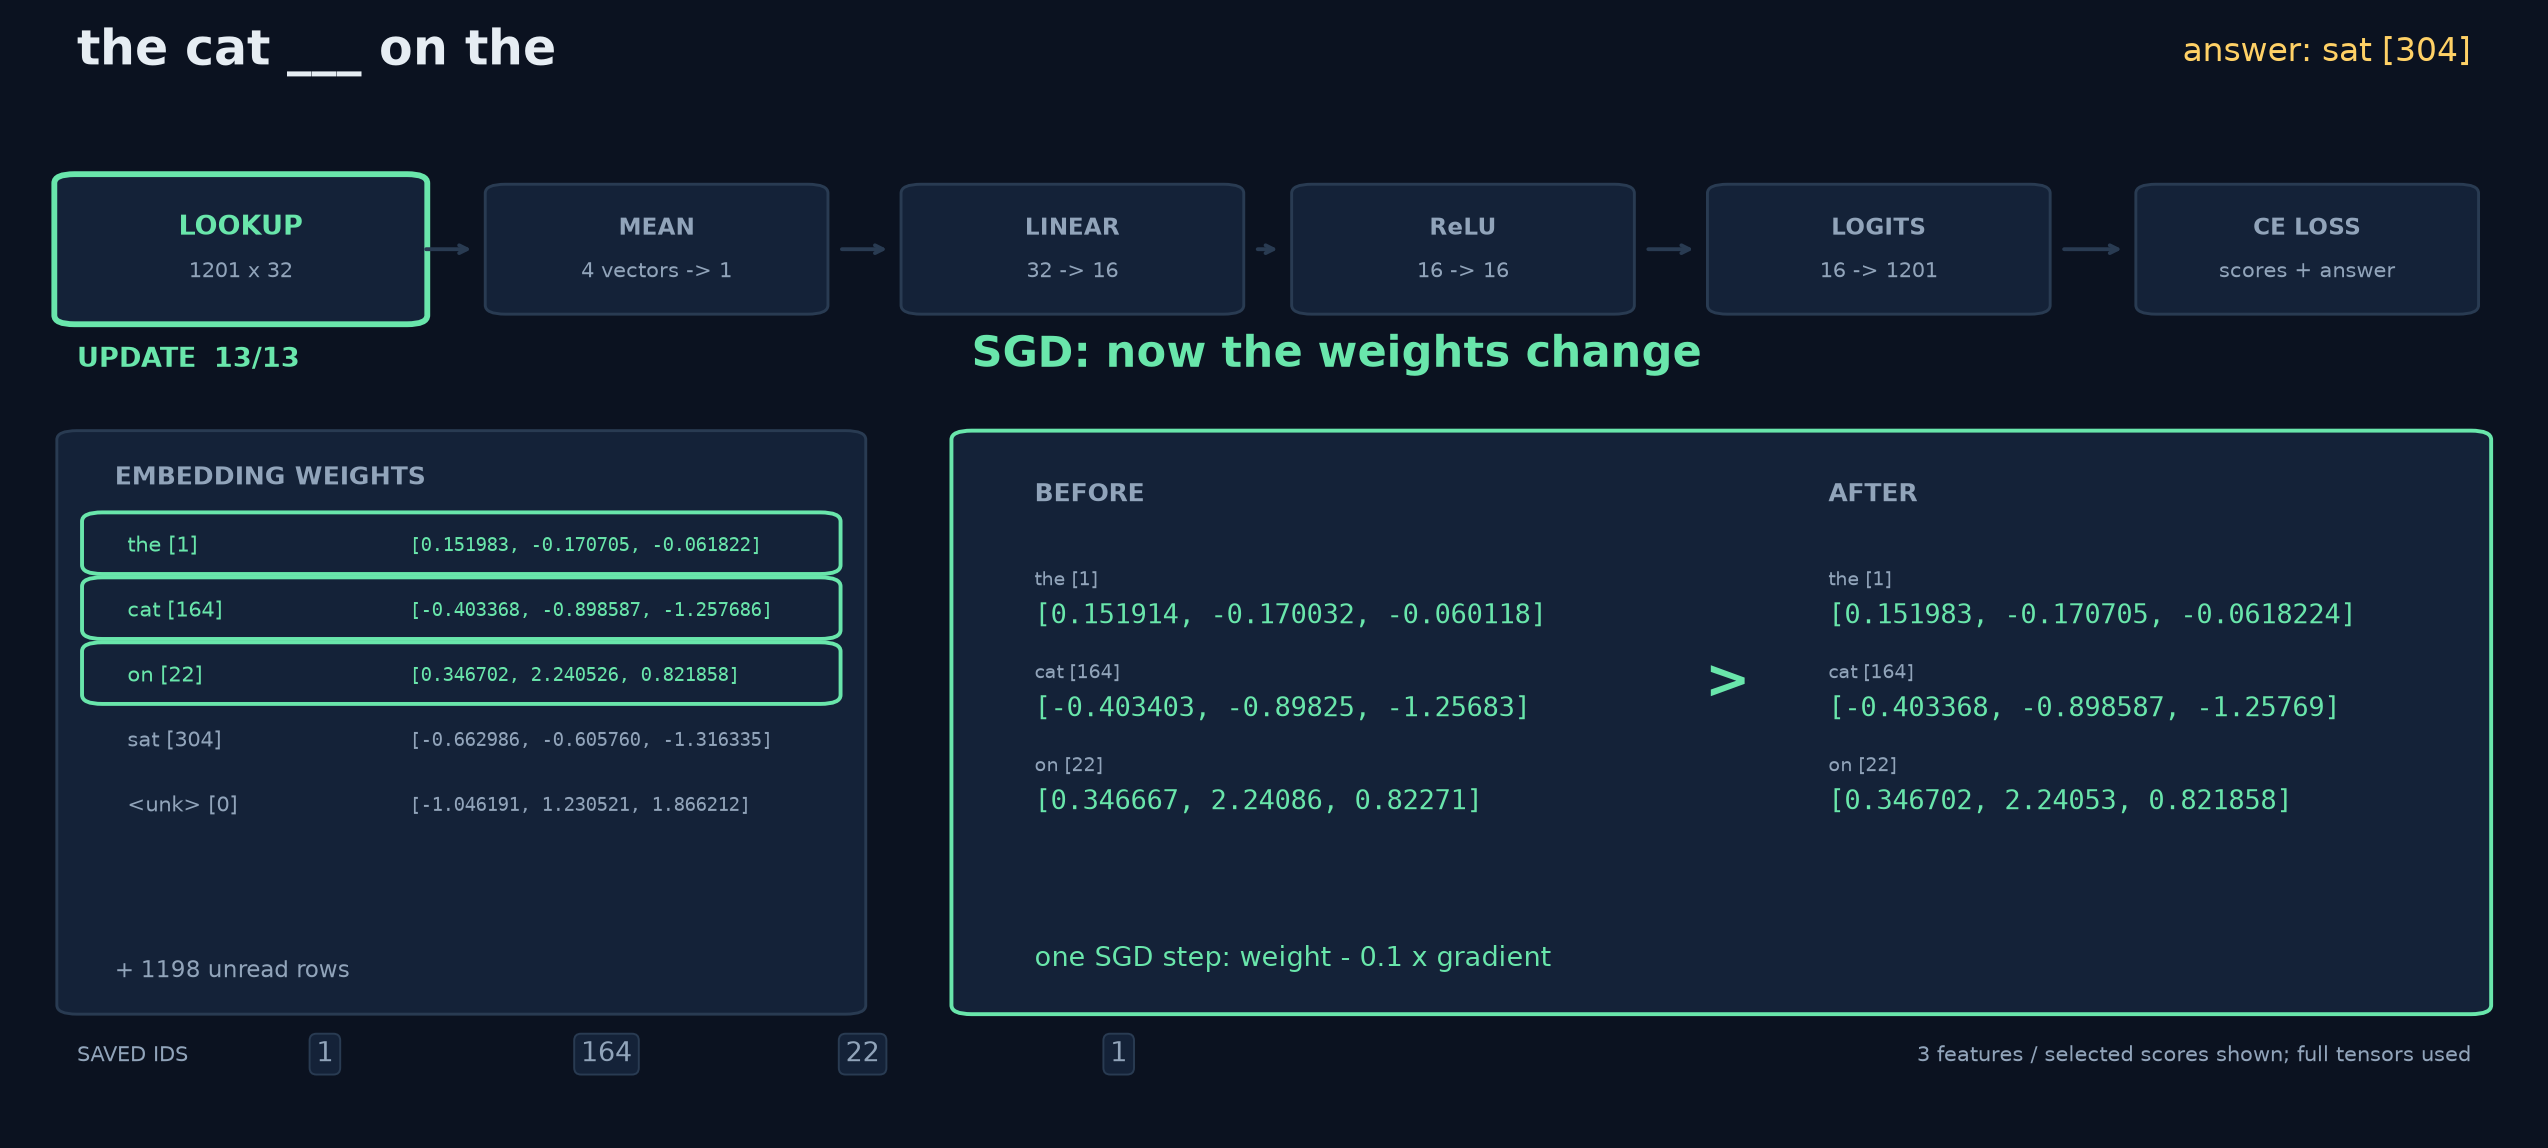 the cat ___ on the
answer: sat [304]
LOOKUP
1201 x 32
MEAN
4 vectors -> 1
LINEAR
32 -> 16
ReLU
16 -> 16
LOGITS
16 -> 1201
CE LOSS
scores + answer
UPDATE 13/13
SGD: now the weights change
EMBEDDING WEIGHTS
the [1] [0.151983, -0.170705, -0.061822]
cat [164] [-0.403368, -0.898587, -1.257686]
on [22] [0.346702, 2.240526, 0.821858]
sat [304] [-0.662986, -0.605760, -1.316335]
<unk> [0] [-1.046191, 1.230521, 1.866212]
+ 1198 unread rows
BEFORE
the [1]
[0.151914, -0.170032, -0.060118]
cat [164]
[-0.403403, -0.89825, -1.25683]
on [22]
[0.346667, 2.24086, 0.82271]
>
AFTER
the [1]
[0.151983, -0.170705, -0.0618224]
cat [164]
[-0.403368, -0.898587, -1.25769]
on [22]
[0.346702, 2.24053, 0.821858]
one SGD step: weight - 0.1 x gradient
SAVED IDS 1 164 22 1
3 features / selected scores shown; full tensors used